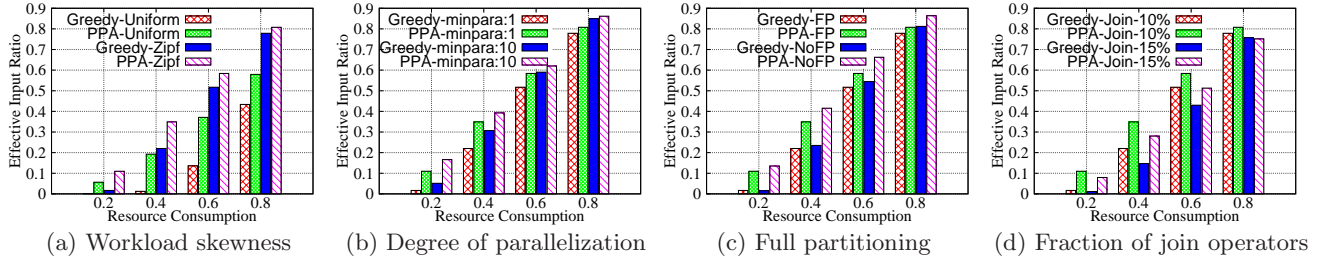 Effective Input Ratio
0.9
0.8
0.7
0.6
0.5
0.4
0.3
0.2
0.1
0
Greedy-Uniform
PPA-Uniform
Greedy-Zipf
PPA-Zipf
0.2 0.4 0.6 0.8
Resource Consumption
(a) Workload skewness
Effective Input Ratio
0.9
0.8
0.7
0.6
0.5
0.4
0.3
0.2
0.1
0
Greedy-minpara:1
PPA-minpara:1
Greedy-minpara:10
PPA-minpara:10
0.2 0.4 0.6 0.8
Resource Consumption
(b) Degree of parallelization
Effective Input Ratio
0.9
0.8
0.7
0.6
0.5
0.4
0.3
0.2
0.1
0
Greedy-FP
PPA-FP
Greedy-NoFP
PPA-NoFP
0.2 0.4 0.6 0.8
Resource Consumption
(c) Full partitioning
Effective Input Ratio
0.9
0.8
0.7
0.6
0.5
0.4
0.3
0.2
0.1
0
Greedy-Join-10%
PPA-Join-10%
Greedy-Join-15%
PPA-Join-15%
0.2 0.4 0.6 0.8
Resource Consumption
(d) Fraction of join operators